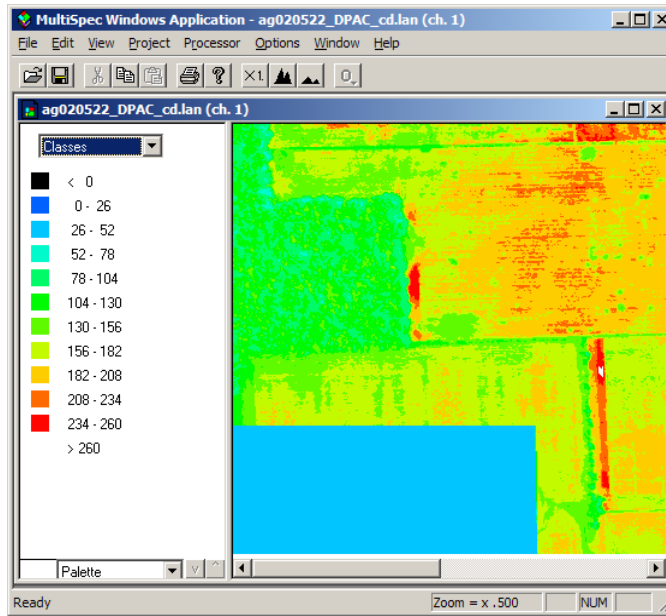 MultiSpec Windows Application - ag020522_DPAC_cd.lan (ch. 1)
File Edit View Project Processor Options Window Help
×1.
ag020522_DPAC_cd.lan (ch. 1)
Classes
< 0
0 - 26
26 - 52
52 - 78
78 - 104
104 - 130
130 - 156
156 - 182
182 - 208
208 - 234
234 - 260
> 260
Palette
Ready Zoom = x .500 NUM